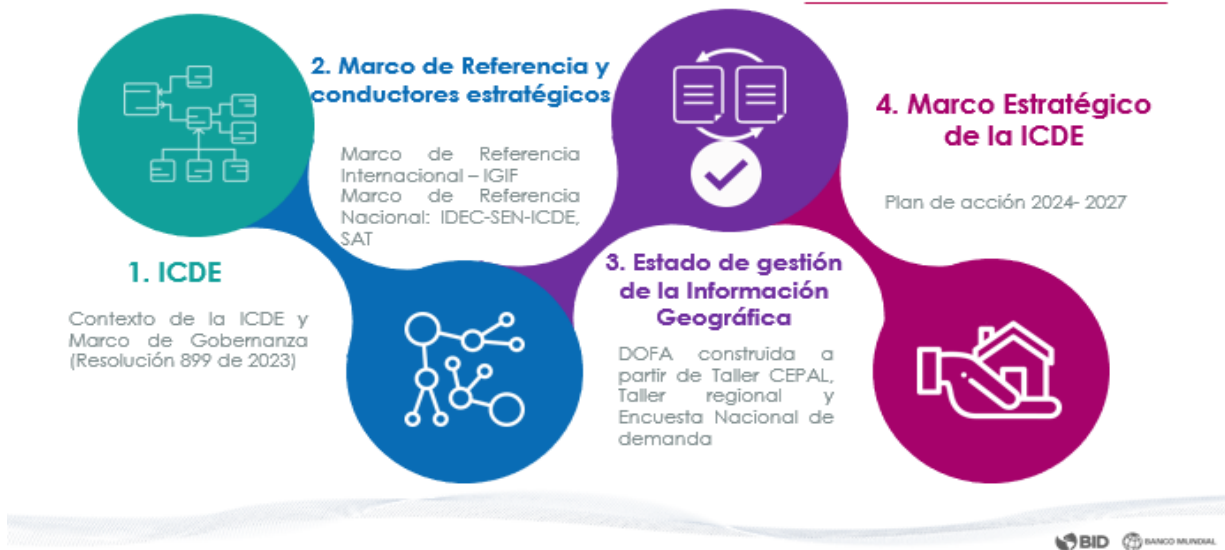 1. ICDE
Contexto de la ICDE y
Marco de Gobernanza
(Resolución 899 de 2023)
2. Marco de Referencia y
conductores estratégicos
Marco de Referencia
Internacional – IGIF
Marco de Referencia
Nacional: IDEC-SEN-ICDE,
SAT
3. Estado de gestión
de la Información
Geográfica
DOFA construida a
partir de Taller CEPAL,
Taller regional y
Encuesta Nacional de
demanda
4. Marco Estratégico
de la ICDE
Plan de acción 2024- 2027
BID
BANCO MUNDIAL